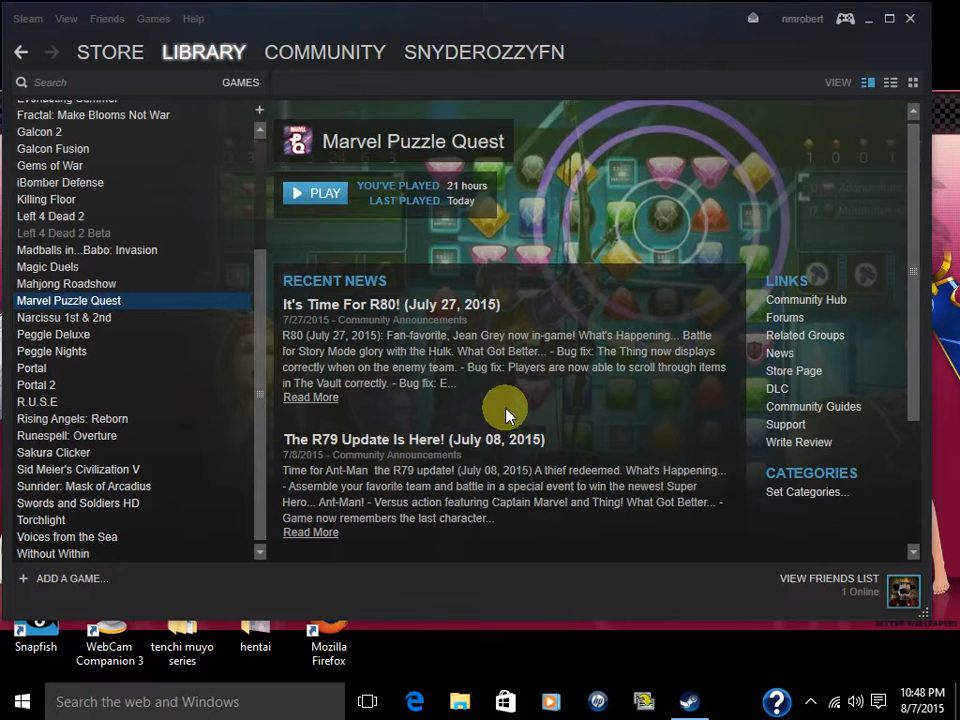 Steam View Friends Games Help
nmrobert
STORE LIBRARY COMMUNITY SNYDEROZZYFN
Search
GAMES
VIEW
Everlasting Summer
Fractal: Make Blooms Not War
Galcon 2
Galcon Fusion
Gems of War
iBomber Defense
Killing Floor
Left 4 Dead 2
Left 4 Dead 2 Beta
Madballs in...Babo: Invasion
Magic Duels
Mahjong Roadshow
Marvel Puzzle Quest
Narcissu 1st & 2nd
Peggle Deluxe
Peggle Nights
Portal
Portal 2
R.U.S.E
Rising Angels: Reborn
Runespell: Overture
Sakura Clicker
Sid Meier's Civilization V
Sunrider: Mask of Arcadius
Swords and Soldiers HD
Torchlight
Voices from the Sea
Without Within
+ ADD A GAME...
Marvel Puzzle Quest
PLAY
YOU'VE PLAYED 21 hours
LAST PLAYED Today
RECENT NEWS
It's Time For R80! (July 27, 2015)
7/27/2015 - Community Announcements
R80 (July 27, 2015): Fan-favorite, Jean Grey now in-game! What's Happening... Battle
for Story Mode glory with the Hulk. What Got Better... - Bug fix: The Thing now displays
correctly when on the enemy team. - Bug fix: Players are now able to scroll through items
in The Vault correctly. - Bug fix: E...
Read More
The R79 Update Is Here! (July 08, 2015)
7/8/2015 - Community Announcements
Time for Ant-Man the R79 update! (July 08, 2015) A thief redeemed. What's Happening...
- Assemble your favorite team and battle in a special event to win the newest Super
Hero... Ant-Man! - Versus action featuring Captain Marvel and Thing! What Got Better... -
Game now remembers the last character...
Read More
LINKS
Community Hub
Forums
Related Groups
News
Store Page
DLC
Community Guides
Support
Write Review
CATEGORIES
Set Categories...
VIEW FRIENDS LIST
1 Online
Snapfish
WebCam Companion 3
tenchi muyo series
hentai
Mozilla Firefox
Search the web and Windows
10:48 PM
8/7/2015